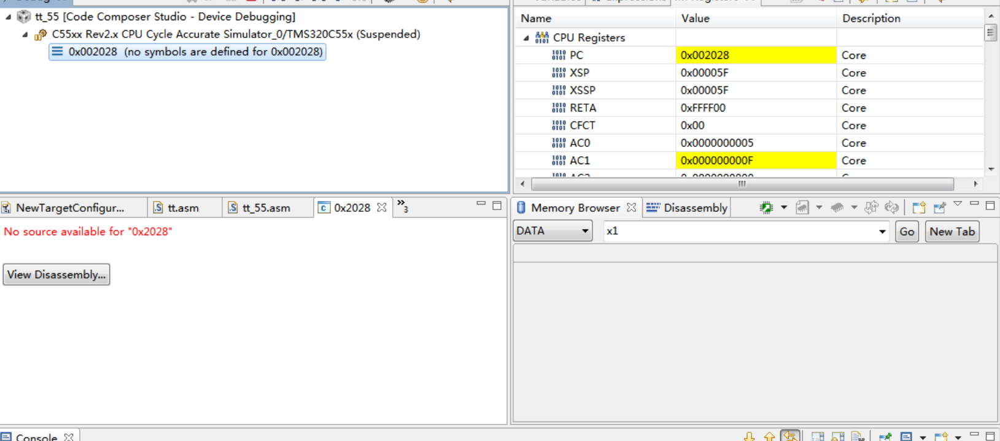 tt_55 [Code Composer Studio - Device Debugging]
C55xx Rev2.x CPU Cycle Accurate Simulator_0/TMS320C55x (Suspended)
0x002028 (no symbols are defined for 0x002028)
Name Value Description
CPU Registers
PC 0x002028 Core
XSP 0x00005F Core
XSSP 0x00005F Core
RETA 0xFFFF00 Core
CFCT 0x00 Core
AC0 0x0000000005 Core
AC1 0x000000000F Core
NewTargetConfigur... tt.asm tt_55.asm 0x2028 »3
No source available for "0x2028"
View Disassembly...
Memory Browser Disassembly
DATA x1 Go New Tab
Console